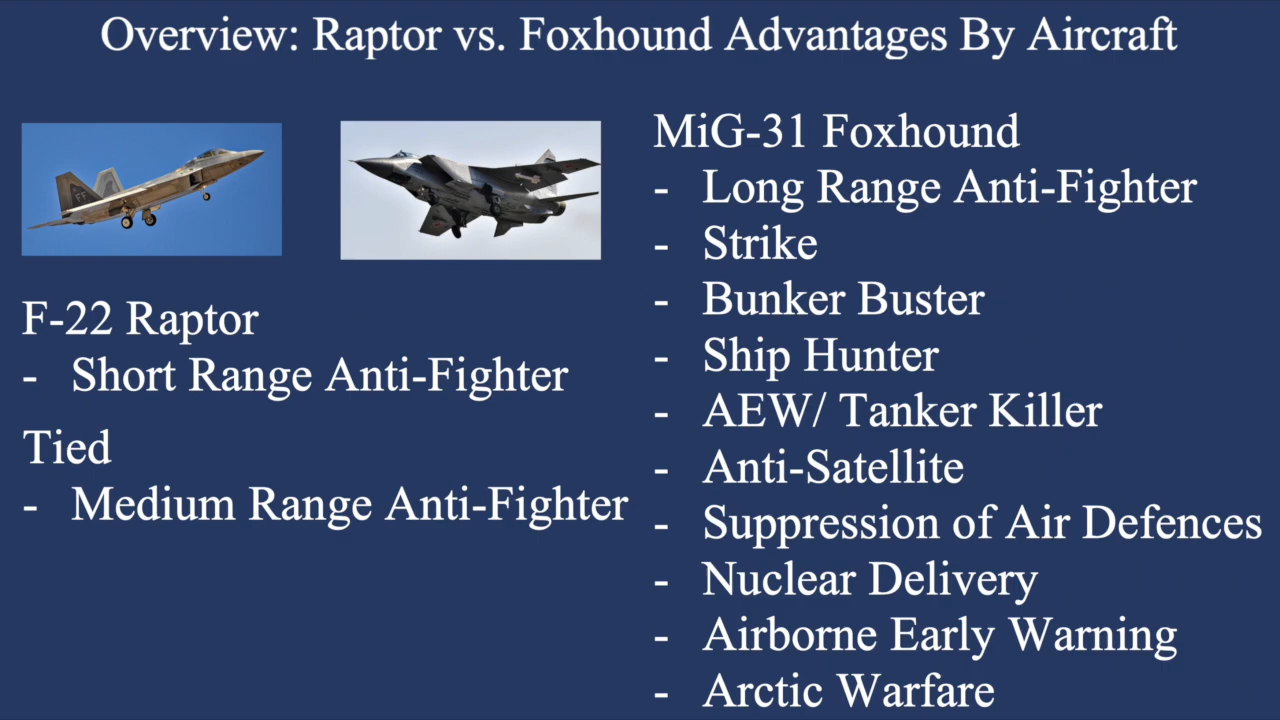 Overview: Raptor vs. Foxhound Advantages By Aircraft
F-22 Raptor
- Short Range Anti-Fighter
Tied
- Medium Range Anti-Fighter
MiG-31 Foxhound
- Long Range Anti-Fighter
- Strike
- Bunker Buster
- Ship Hunter
- AEW/ Tanker Killer
- Anti-Satellite
- Suppression of Air Defences
- Nuclear Delivery
- Airborne Early Warning
- Arctic Warfare